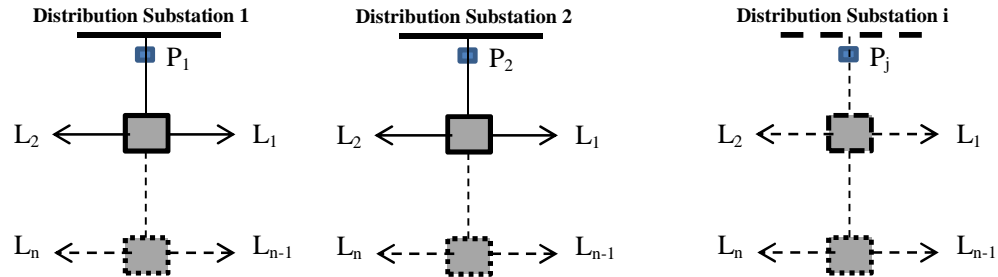 Distribution Substation 1
Distribution Substation 2
Distribution Substation i
P₁
P₂
Pⱼ
L₂
L₁
L₂
L₁
L₂
L₁
Lₙ
Lₙ₋₁
Lₙ
Lₙ₋₁
Lₙ
Lₙ₋₁